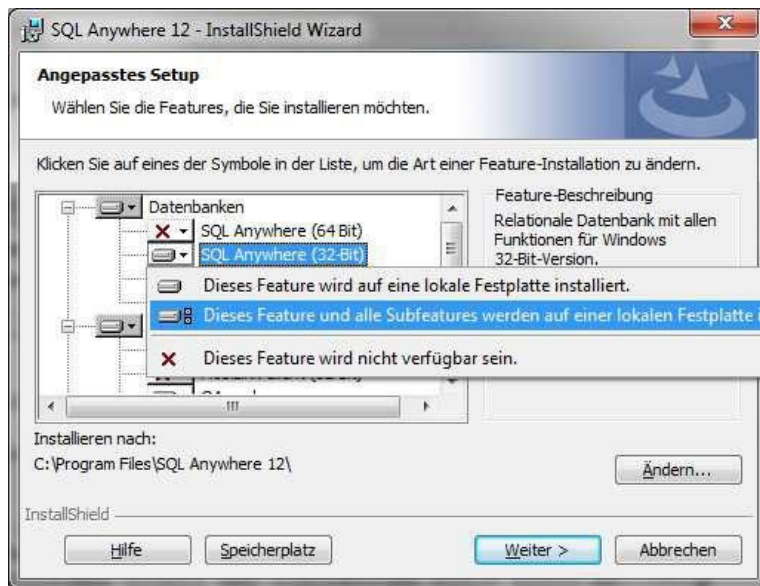 SQL Anywhere 12 - InstallShield Wizard
Angepasstes Setup
Wählen Sie die Features, die Sie installieren möchten.
Klicken Sie auf eines der Symbole in der Liste, um die Art einer Feature-Installation zu ändern.
Datenbanken
SQL Anywhere (64 Bit)
SQL Anywhere (32-Bit)
Feature-Beschreibung
Relationale Datenbank mit allen
Funktionen für Windows
32-Bit-Version.
Dieses Feature wird auf eine lokale Festplatte installiert.
Dieses Feature und alle Subfeatures werden auf einer lokalen Festplatte i
Dieses Feature wird nicht verfügbar sein.
Installieren nach:
C:\Program Files\SQL Anywhere 12\
Ändern...
InstallShield
Hilfe
Speicherplatz
Weiter >
Abbrechen